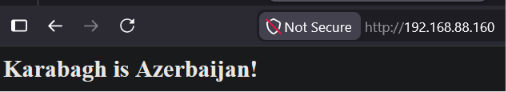 Not Secure http://192.168.88.160
Karabagh is Azerbaijan!